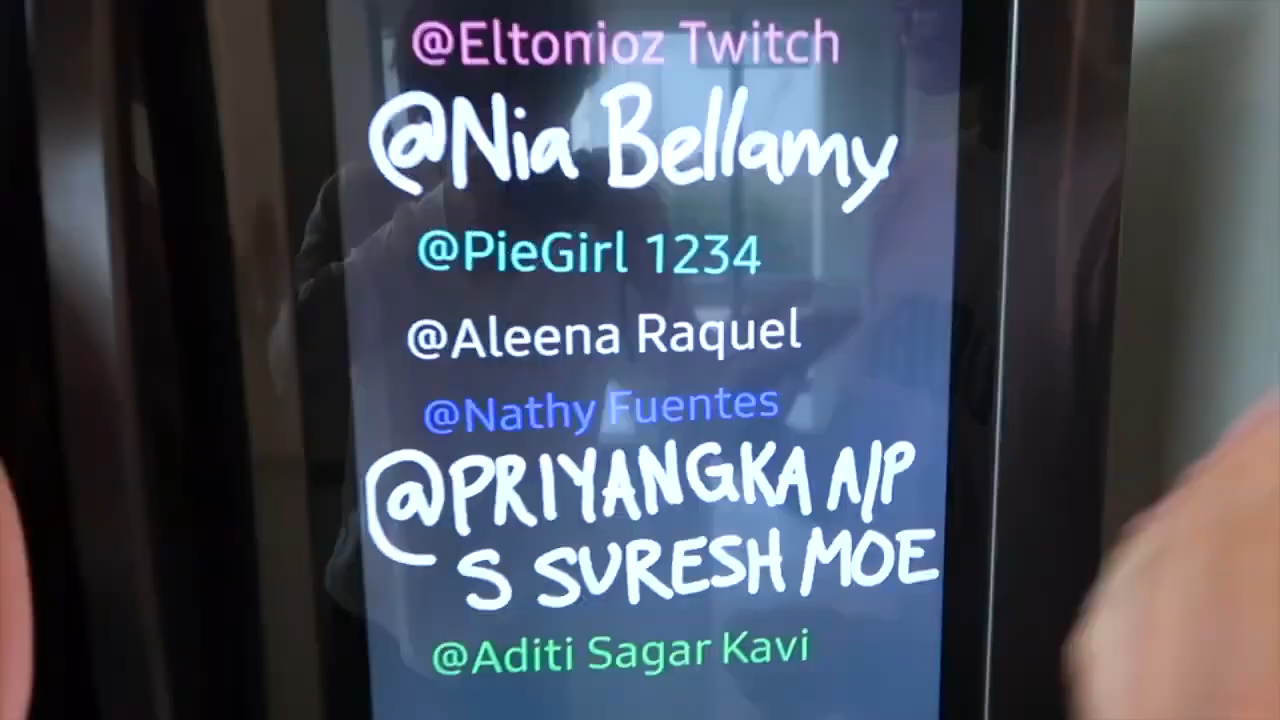 @Eltonioz Twitch
@Nia Bellamy
@PieGirl 1234
@Aleena Raquel
@Nathy Fuentes
@PRIYANGKA A/P
S SURESH MOE
@Aditi Sagar Kavi